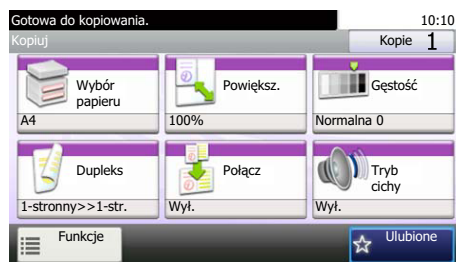 Gotowa do kopiowania.
10:10
Kopiuj
Kopie 1
Wybór
papieru
A4
Powiększ.
100%
Gęstość
Normalna 0
Dupleks
1-stronny>>1-str.
Połącz
Wył.
Tryb
cichy
Wył.
Funkcje
Ulubione